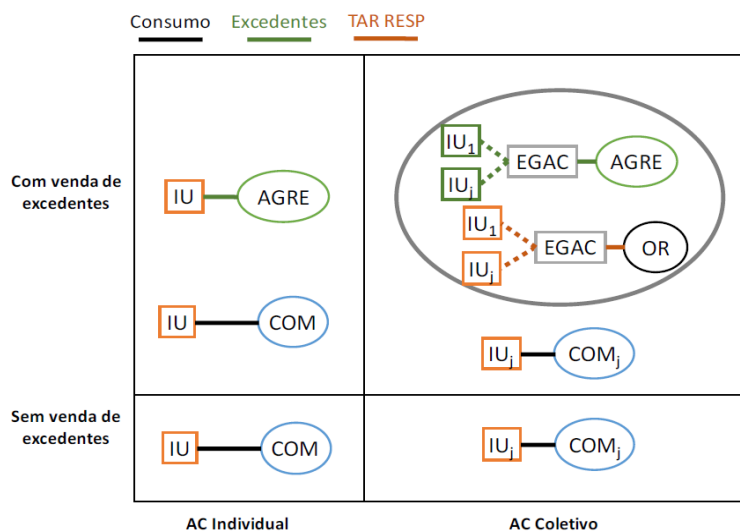 Consumo Excedentes TAR RESP
Com venda de
excedentes
IU AGRE
IU COM
IU1
IUj
EGAC AGRE
IU1
IUj
EGAC OR
IUj COMj
Sem venda de
excedentes
IU COM
IUj COMj
AC Individual AC Coletivo